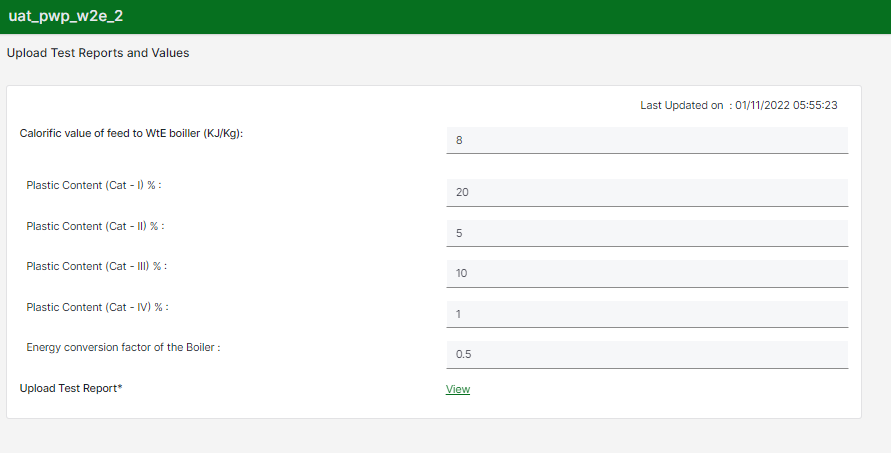 uat_pwp_w2e_2
Upload Test Reports and Values
Last Updated on : 01/11/2022 05:55:23
Calorific value of feed to WtE boiller (KJ/Kg):
8
Plastic Content (Cat - I) % :
20
Plastic Content (Cat - II) % :
5
Plastic Content (Cat - III) % :
10
Plastic Content (Cat - IV) % :
1
Energy conversion factor of the Boiler :
0.5
Upload Test Report*
View